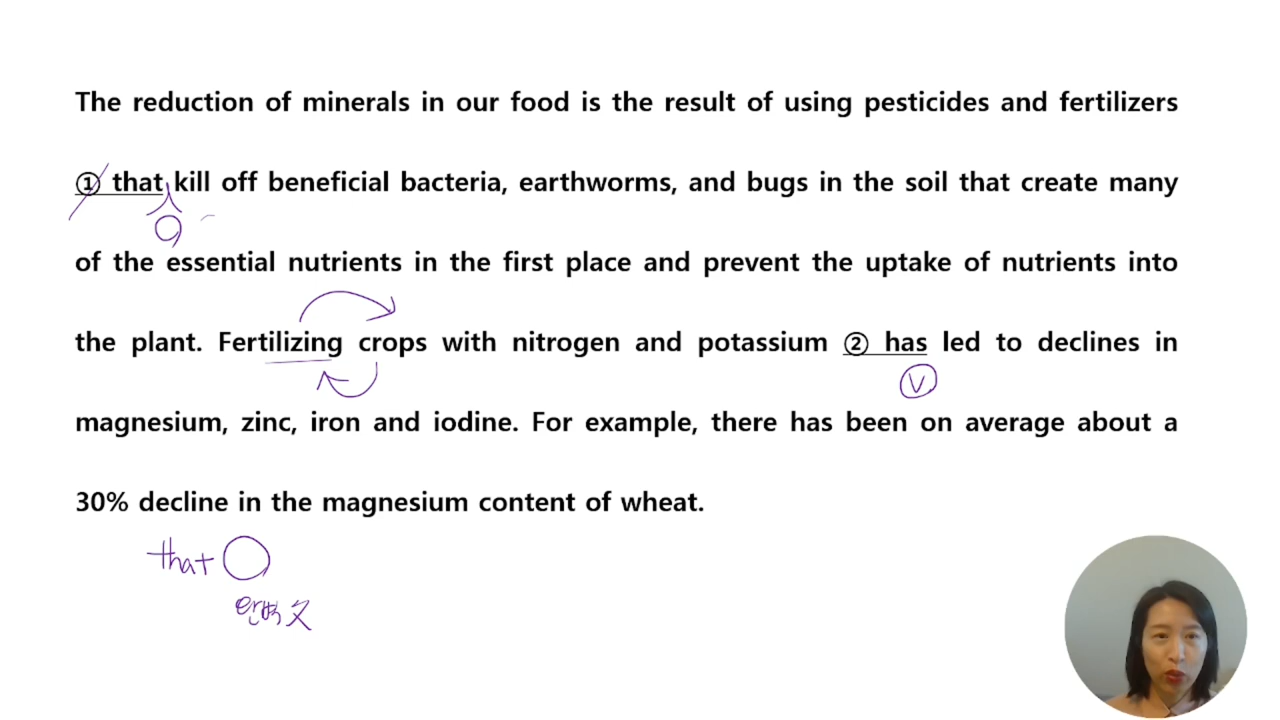 The reduction of minerals in our food is the result of using pesticides and fertilizers
① that kill off beneficial bacteria, earthworms, and bugs in the soil that create many
of the essential nutrients in the first place and prevent the uptake of nutrients into
the plant. Fertilizing crops with nitrogen and potassium ② has led to declines in
V
magnesium, zinc, iron and iodine. For example, there has been on average about a
30% decline in the magnesium content of wheat.
that